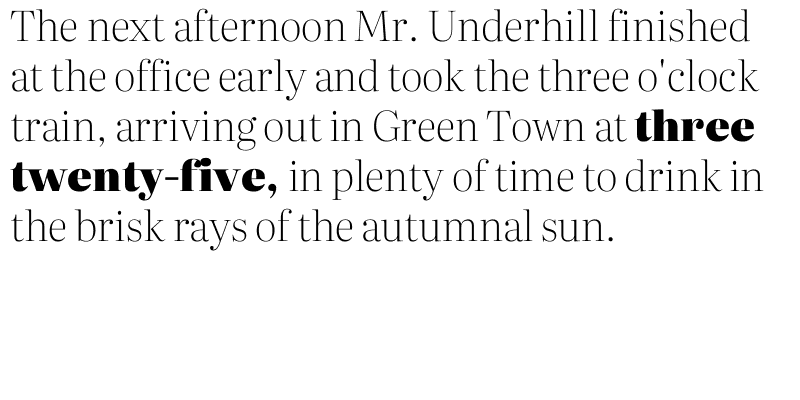 The next afternoon Mr. Underhill finished
at the office early and took the three o'clock
train, arriving out in Green Town at three
twenty-five, in plenty of time to drink in
the brisk rays of the autumnal sun.